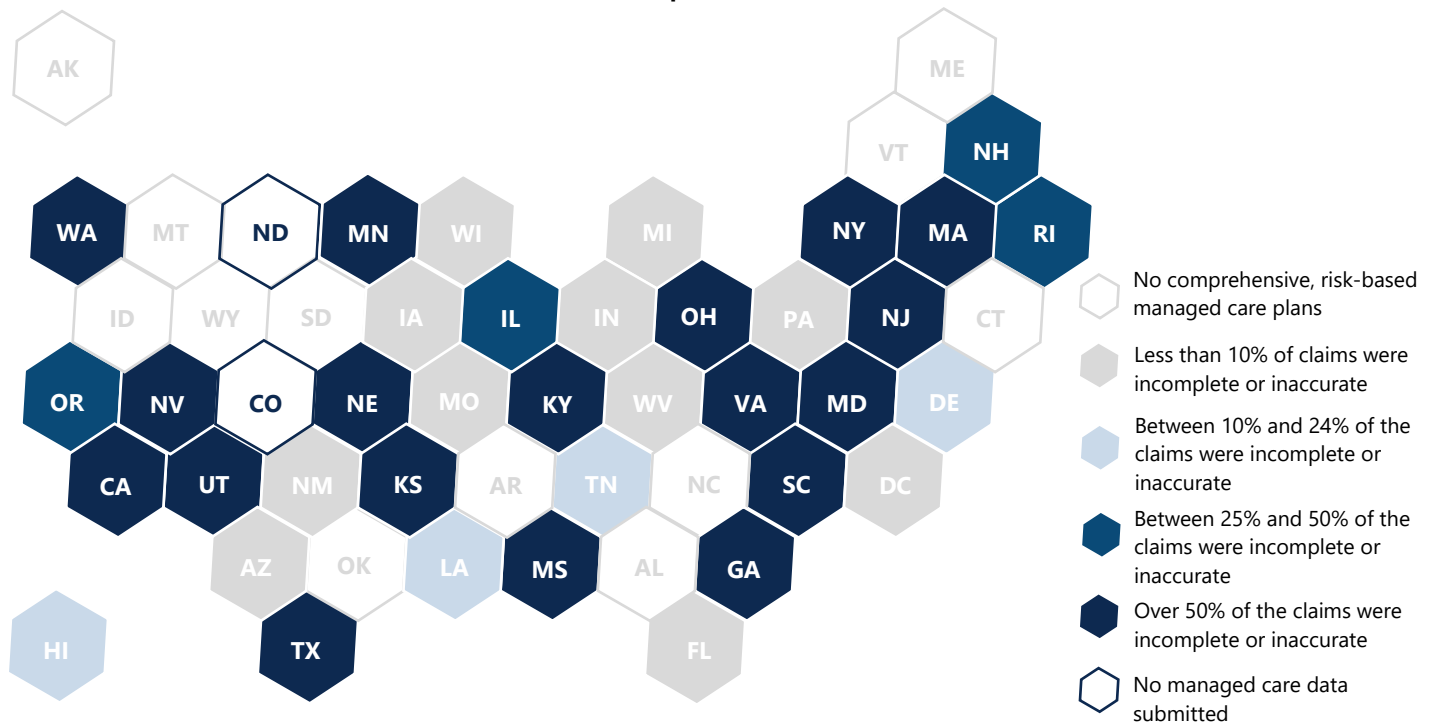 AK
ME
VT
NH
WA
MT
ND
MN
WI
MI
NY
MA
RI
ID
WY
SD
IA
IL
IN
OH
PA
NJ
CT
OR
NV
CO
NE
MO
KY
WV
VA
MD
DE
CA
UT
NM
KS
AR
TN
NC
SC
DC
AZ
OK
LA
MS
AL
GA
HI
TX
FL
No comprehensive, risk-based
managed care plans
Less than 10% of claims were
incomplete or inaccurate
Between 10% and 24% of the
claims were incomplete or
inaccurate
Between 25% and 50% of the
claims were incomplete or
inaccurate
Over 50% of the claims were
incomplete or inaccurate
No managed care data
submitted